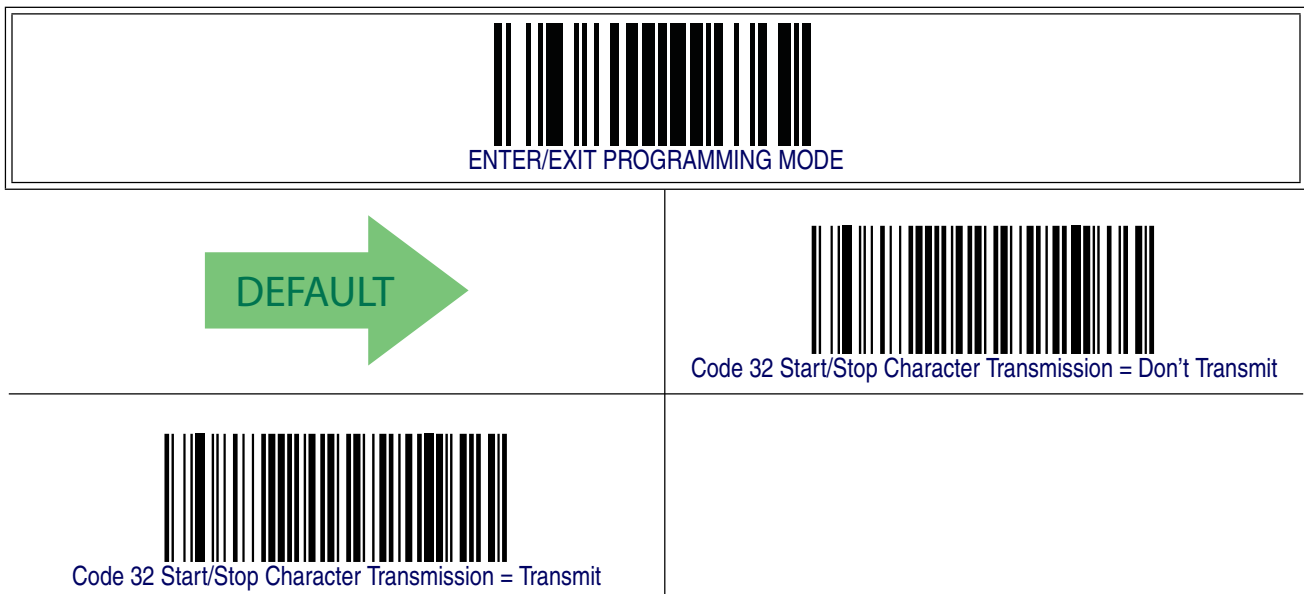 ENTER/EXIT PROGRAMMING MODE
DEFAULT
Code 32 Start/Stop Character Transmission = Don’t Transmit
Code 32 Start/Stop Character Transmission = Transmit